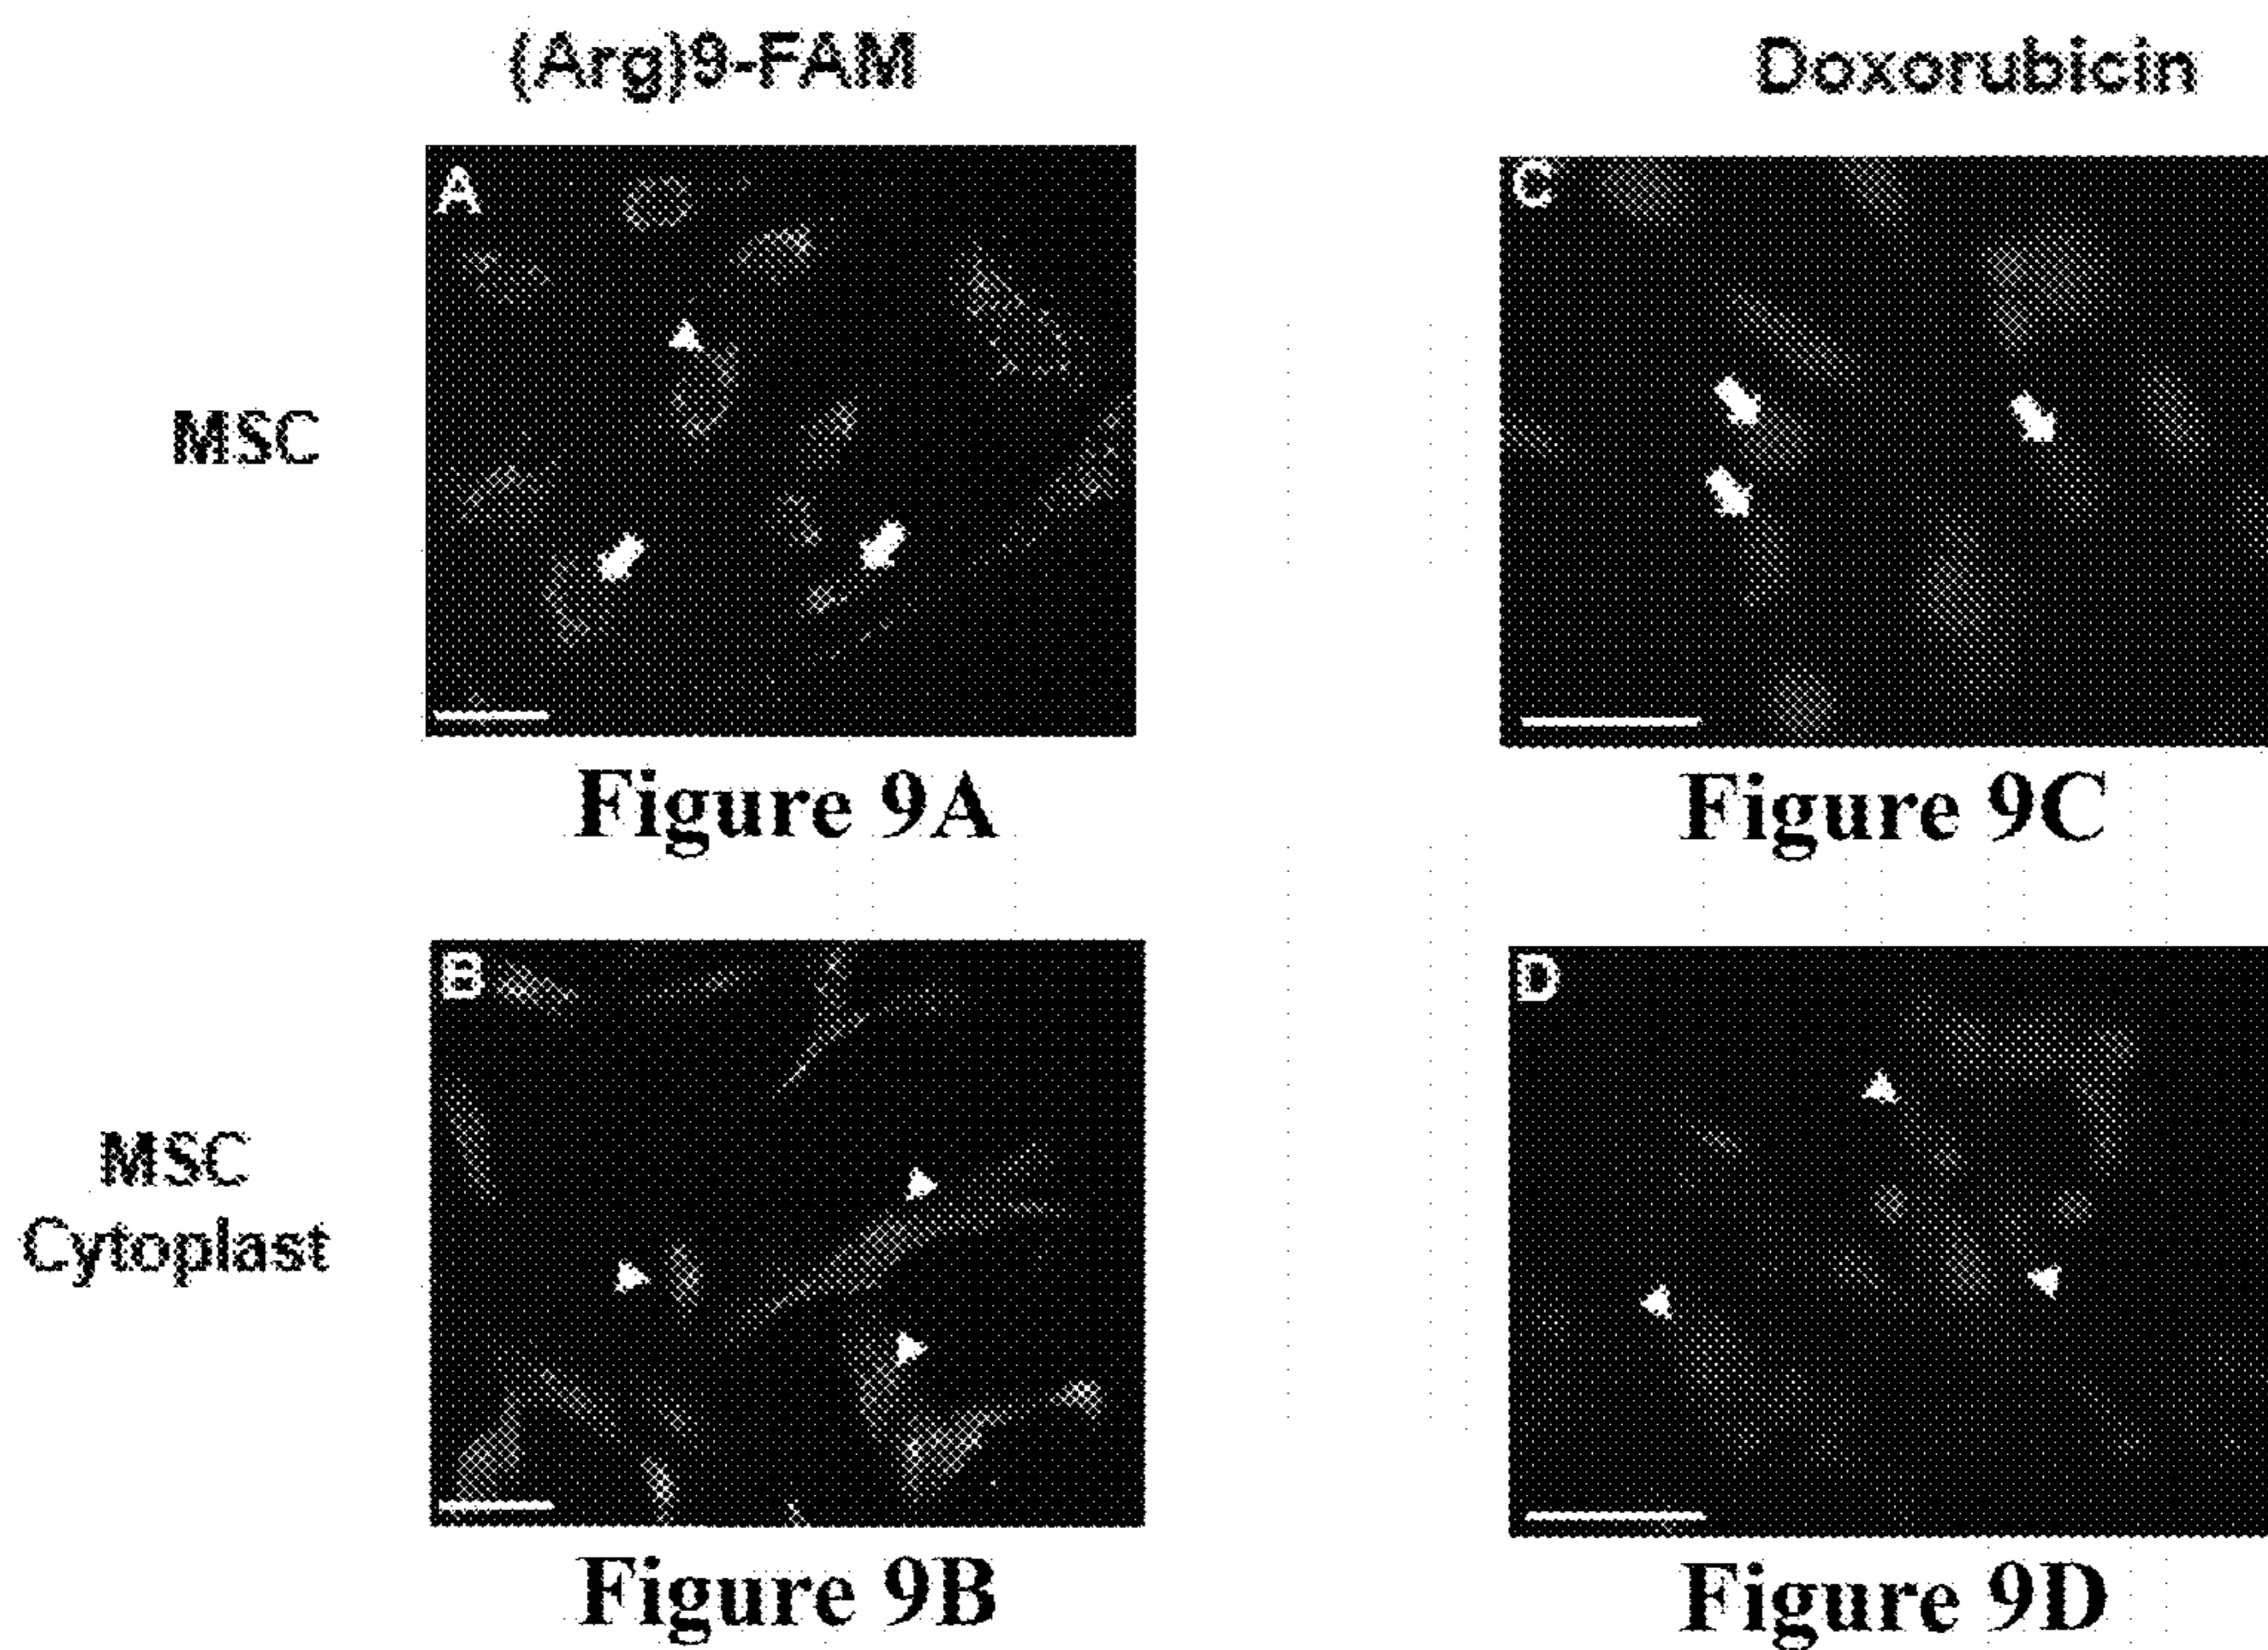 (Arg)9-FAM
Doxorubicin
MSC
A
C
Figure 9A
Figure 9C
MSC
Cytoplast
B
D
Figure 9B
Figure 9D